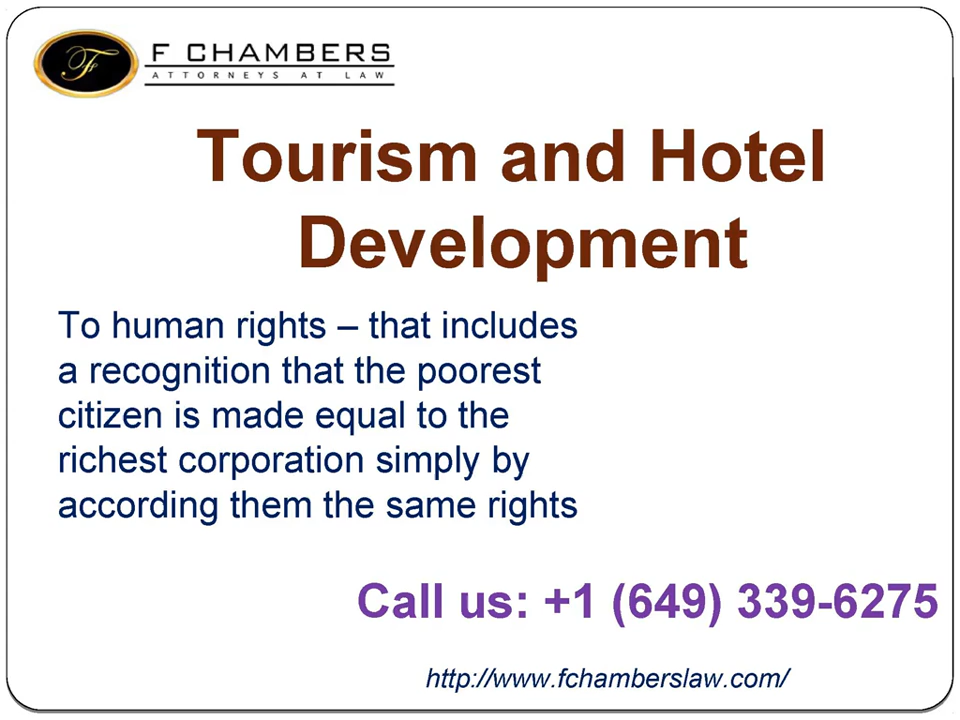 F
F CHAMBERS
ATTORNEYS AT LAW
Tourism and Hotel
Development
To human rights – that includes
a recognition that the poorest
citizen is made equal to the
richest corporation simply by
according them the same rights
Call us: +1 (649) 339-6275
http://www.fchamberslaw.com/